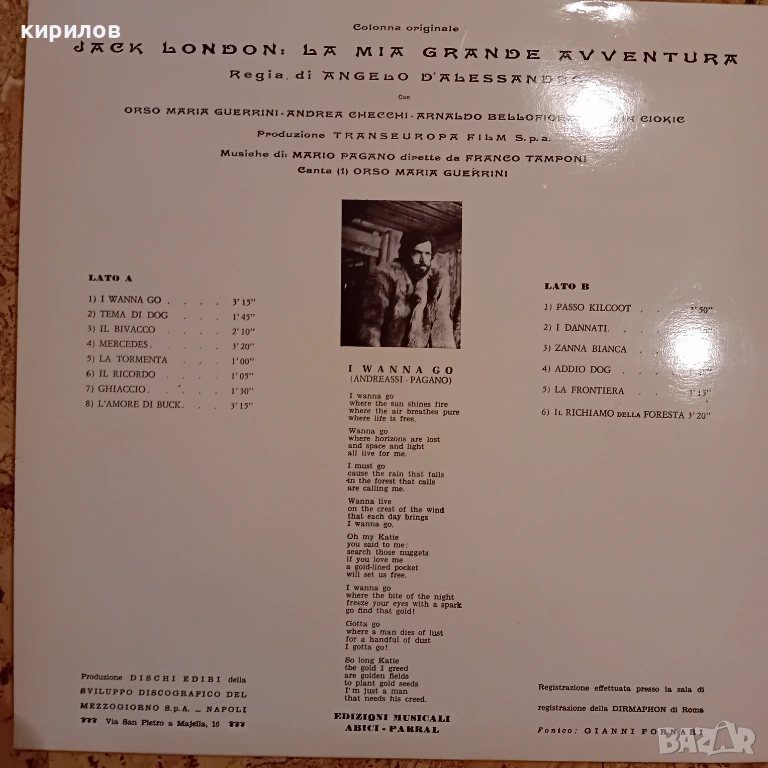 кирилов
Colonna originale
JACK LONDON: LA MIA GRANDE AVVENTURA
Regia di ANGELO D'ALESSANDRO
Con
ORSO MARIA GUERRINI - ANDREA CHECCHI - ARNALDO BELLOFIORE CIOKIC
Produzione TRANSEUROPA FILM S.p.a.
Musiche di: MARIO PAGANO dirette da FRANCO TAMPONI
Canta (1) ORSO MARIA GUERRINI
LATO A
1) I WANNA GO . . . . 3'15"
2) TEMA DI DOG . . . 1'45"
3) IL BIVACCO . . . . 2'10"
4) MERCEDES. . . . . 3'20"
5) LA TORMENTA . . . 1'00"
6) IL RICORDO . . . . 1'05"
7) GHIACCIO. . . . . 1'30"
8) L'AMORE DI BUCK. . . 3'15"
LATO B
1) PASSO KILCOOT . . . 3'50"
2) I DANNATI. . .
3) ZANNA BIANCA . .
4) ADDIO DOG . . .
5) LA FRONTIERA . . . 3'15"
6) IL RICHIAMO DELLA FORESTA 3'20"
I WANNA GO
(ANDREASSI - PAGANO)
I wanna go
where the sun shines fire
where the air breathes pure
where life is free.
Wanna go
where horizons are lost
and space and light
all live for me.
I must go
cause the rain that falls
in the forest that calls
are calling me.
Wanna live
on the crest of the wind
that each day brings
I wanna go,
Oh my Katie
you said to me:
search those nuggets
if you love me
a gold-lined pocket
will set us free.
I wanna go
where the bite of the night
freeze your eyes with a spark
go find that gold!
Gotta go
where a man dies of lust
for a handful of dust
I gotta go!
So long Katie
the gold I greed
are golden fields
to plant gold seeds
I'm just a man
that needs his creed.
EDIZIONI MUSICALI
ABICI - PABRAL
Produzione DISCHI EDIBI della
SVILUPPO DISCOGRAFICO DEL
MEZZOGIORNO S.p.A. _ NAPOLI
Via San Pietro a Majella, 16
Registrazione effettuata presso la sala di
registrazione della DIRMAPHON di Roma
Fonico: GIANNI FORNARI
BAZAR